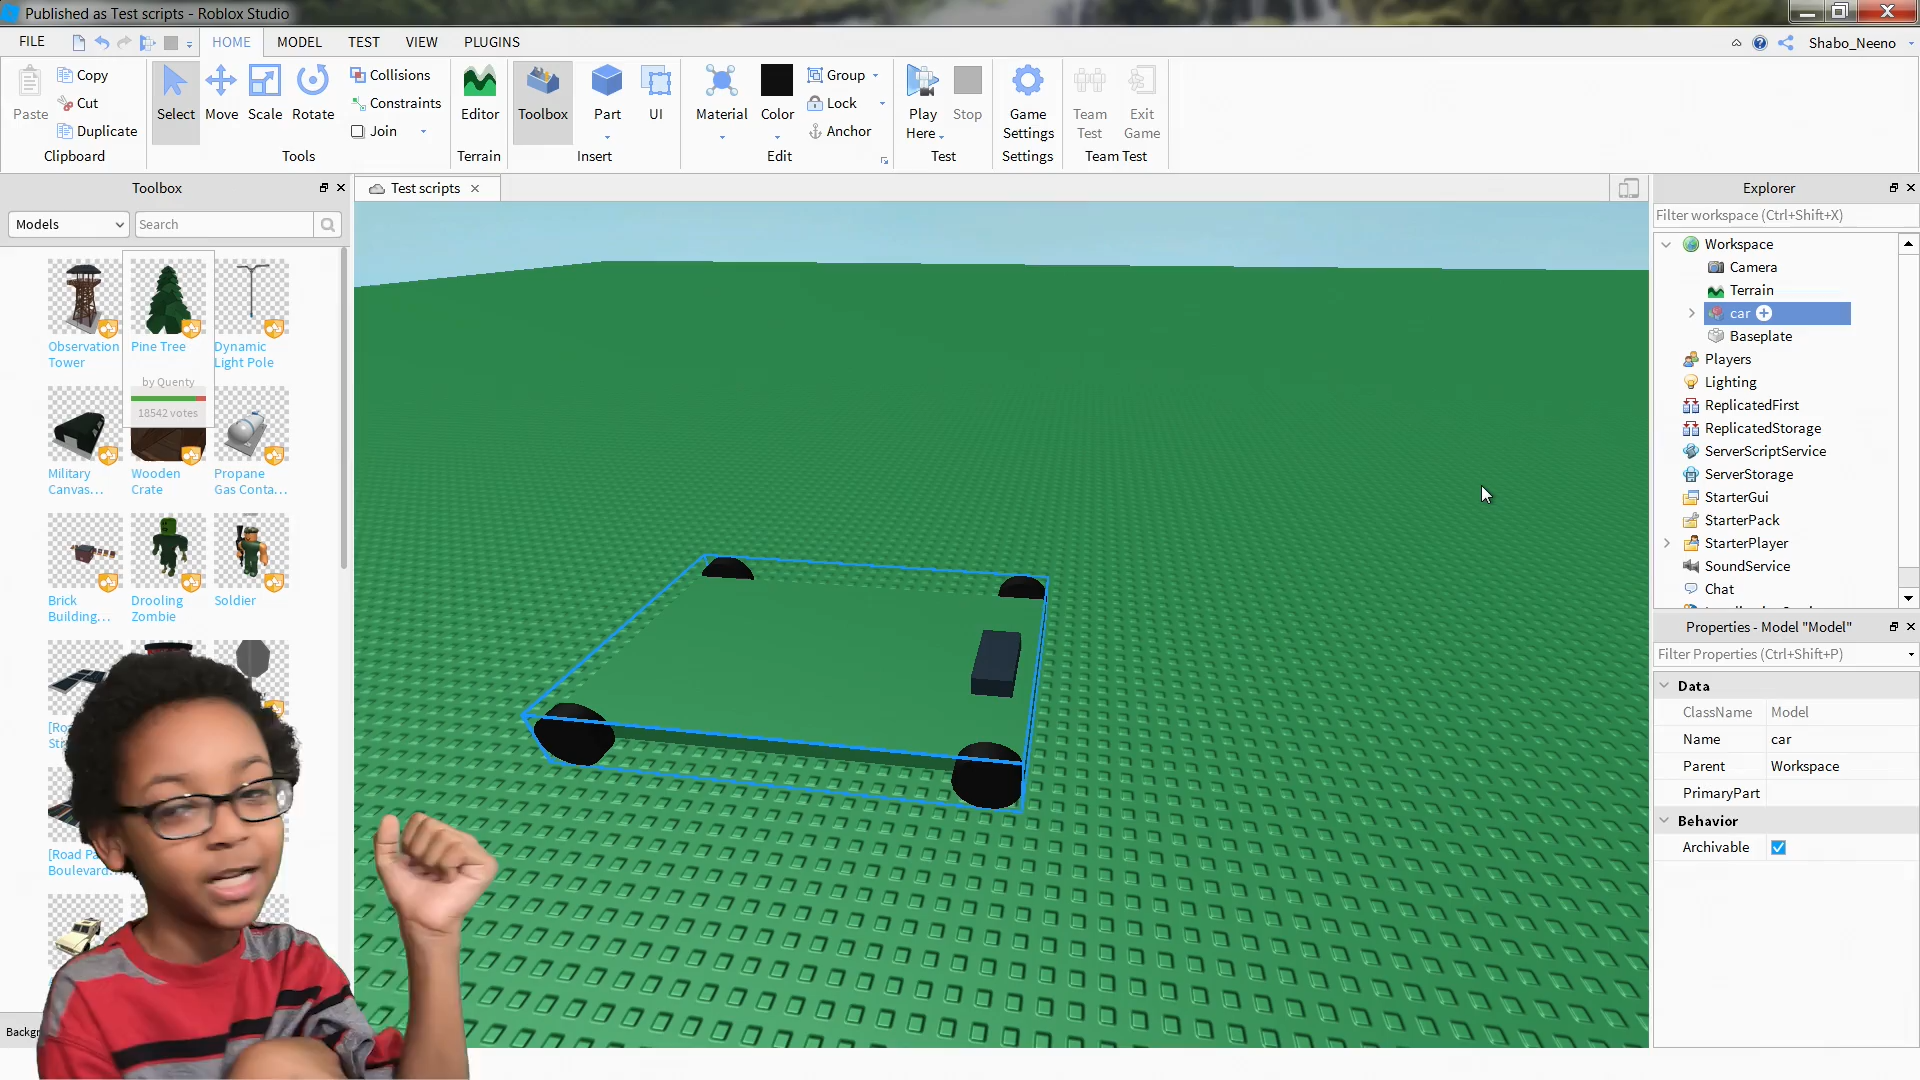 Published as Test scripts - Roblox Studio
FILE
HOME
MODEL
TEST
VIEW
PLUGINS
Shabo_Neeno
Paste
Copy
Cut
Duplicate
Clipboard
Select
Move
Scale
Rotate
Collisions
Constraints
Join
Tools
Editor
Terrain
Toolbox
Part
UI
Insert
Material
Color
Group
Lock
Anchor
Edit
Play
Here
Stop
Test
Game
Settings
Settings
Team
Test
Exit
Game
Team Test
Toolbox
Models
Search
Observation
Tower
Pine Tree
by Quenty
18542 votes
Dynamic
Light Pole
Military
Canvas...
Wooden
Crate
Propane
Gas Conta...
Brick
Building...
Drooling
Zombie
Soldier
[Road Pa
Boulevard...
Backgr
Test scripts
Explorer
Filter workspace (Ctrl+Shift+X)
Workspace
Camera
Terrain
car
Baseplate
Players
Lighting
ReplicatedFirst
ReplicatedStorage
ServerScriptService
ServerStorage
StarterGui
StarterPack
StarterPlayer
SoundService
Chat
Properties - Model "Model"
Filter Properties (Ctrl+Shift+P)
Data
ClassName Model
Name car
Parent Workspace
PrimaryPart
Behavior
Archivable